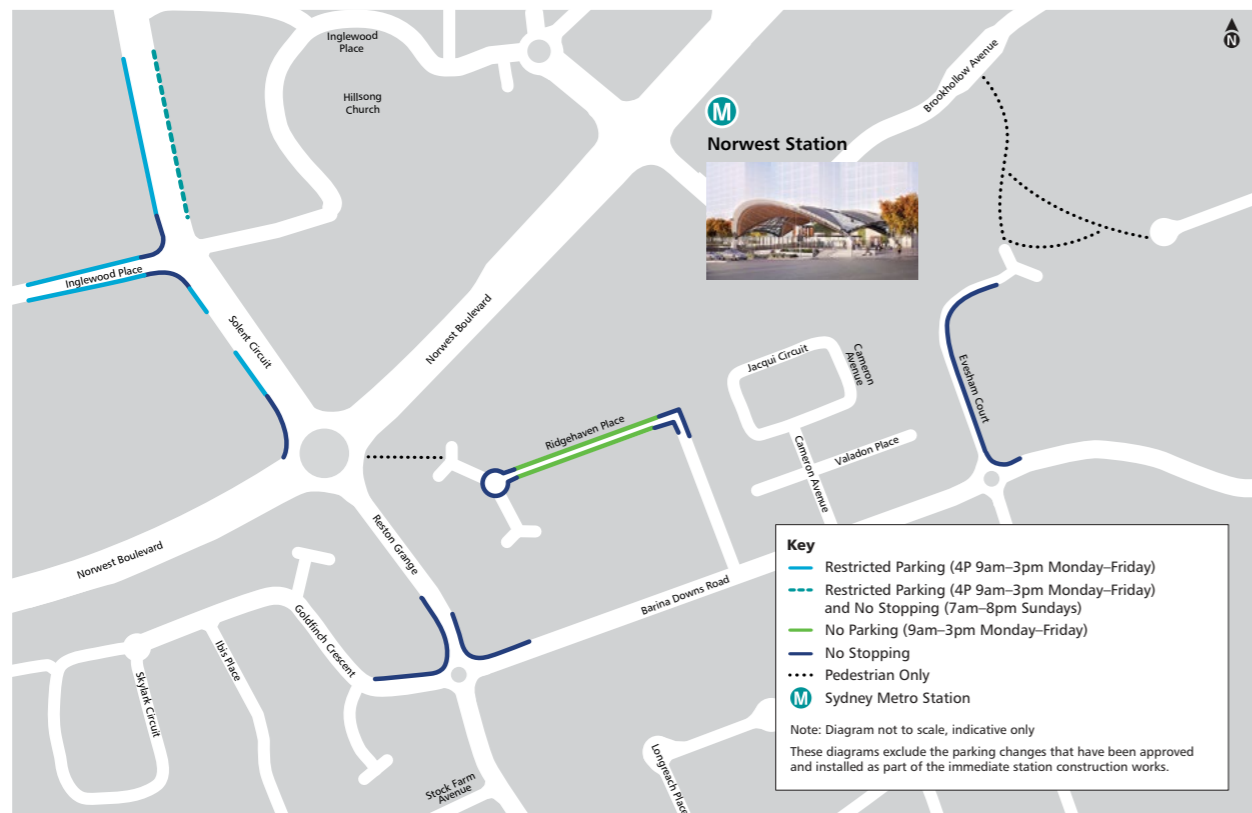 Inglewood
Place
Hillsong
Church
N
Brookhollow Avenue
M
Norwest Station
Inglewood Place
Solent Circuit
Norwest Boulevard
Jacqui Circuit
Cameron
Avenue
Evesham Court
Ridgehaven Place
Valadon Place
Cameron Avenue
Reston Grange
Norwest Boulevard
Barina Downs Road
Goldfinch Crescent
Ibis Place
Skylark Circuit
Stock Farm
Avenue
Longreach Place
Key
Restricted Parking (4P 9am–3pm Monday–Friday)
Restricted Parking (4P 9am–3pm Monday–Friday)
and No Stopping (7am–8pm Sundays)
No Parking (9am–3pm Monday–Friday)
No Stopping
Pedestrian Only
M Sydney Metro Station
Note: Diagram not to scale, indicative only
These diagrams exclude the parking changes that have been approved
and installed as part of the immediate station construction works.